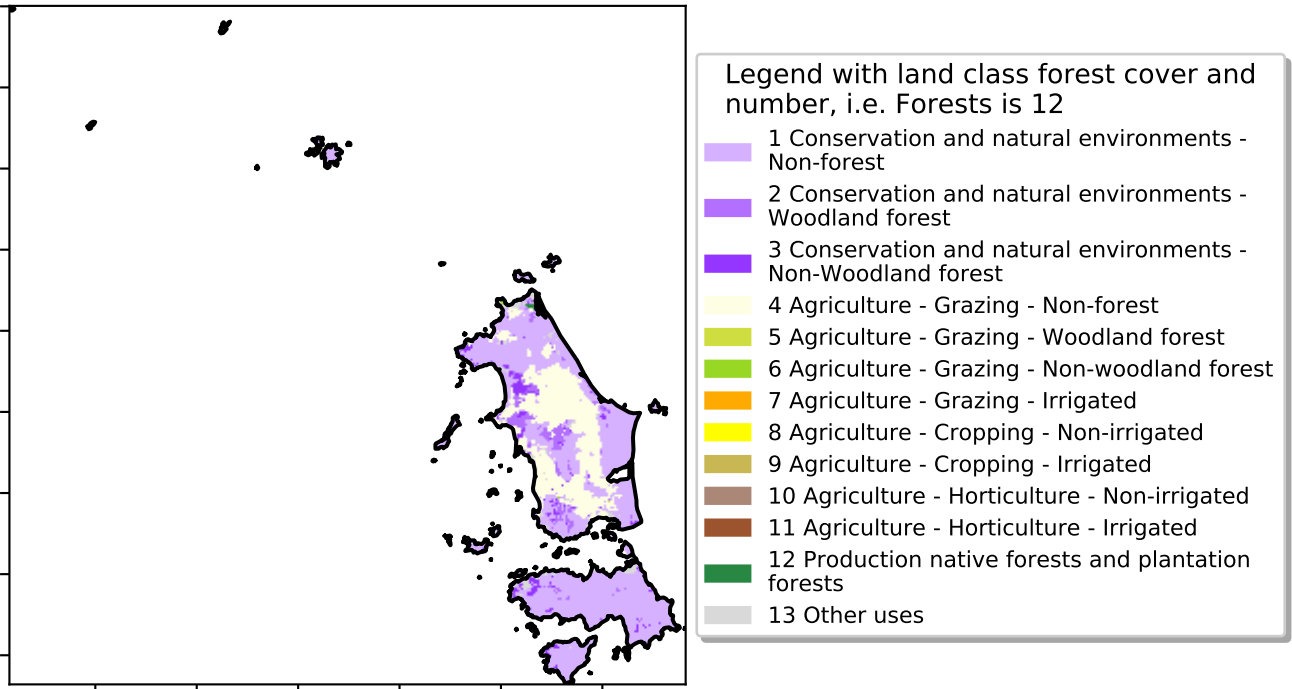 Legend with land class forest cover and
number, i.e. Forests is 12
1 Conservation and natural environments -
Non-forest
2 Conservation and natural environments -
Woodland forest
3 Conservation and natural environments -
Non-Woodland forest
4 Agriculture - Grazing - Non-forest
5 Agriculture - Grazing - Woodland forest
6 Agriculture - Grazing - Non-woodland forest
7 Agriculture - Grazing - Irrigated
8 Agriculture - Cropping - Non-irrigated
9 Agriculture - Cropping - Irrigated
10 Agriculture - Horticulture - Non-irrigated
11 Agriculture - Horticulture - Irrigated
12 Production native forests and plantation
forests
13 Other uses